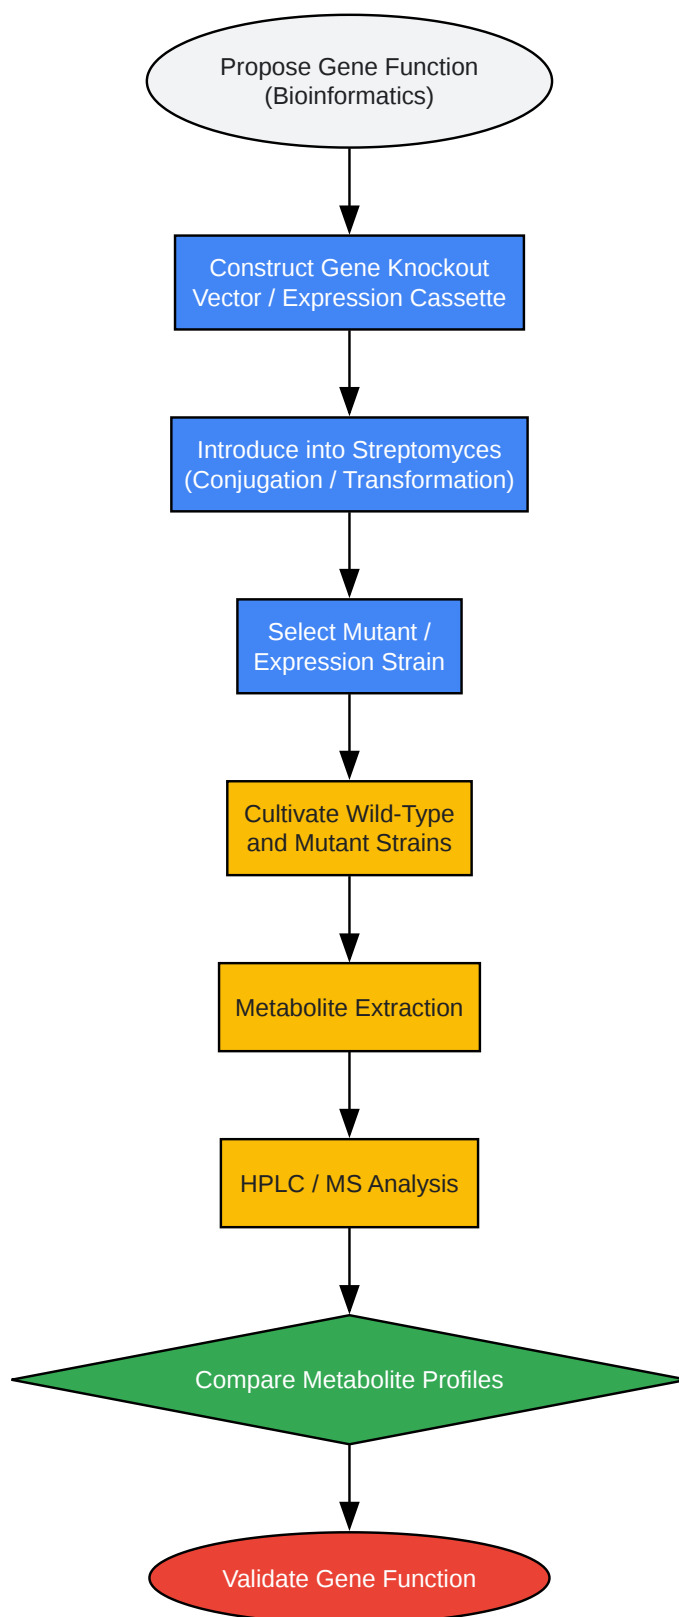 Propose Gene Function
(Bioinformatics)
Construct Gene Knockout
Vector / Expression Cassette
Introduce into Streptomyces
(Conjugation / Transformation)
Select Mutant /
Expression Strain
Cultivate Wild-Type
and Mutant Strains
Metabolite Extraction
HPLC / MS Analysis
Compare Metabolite Profiles
Validate Gene Function